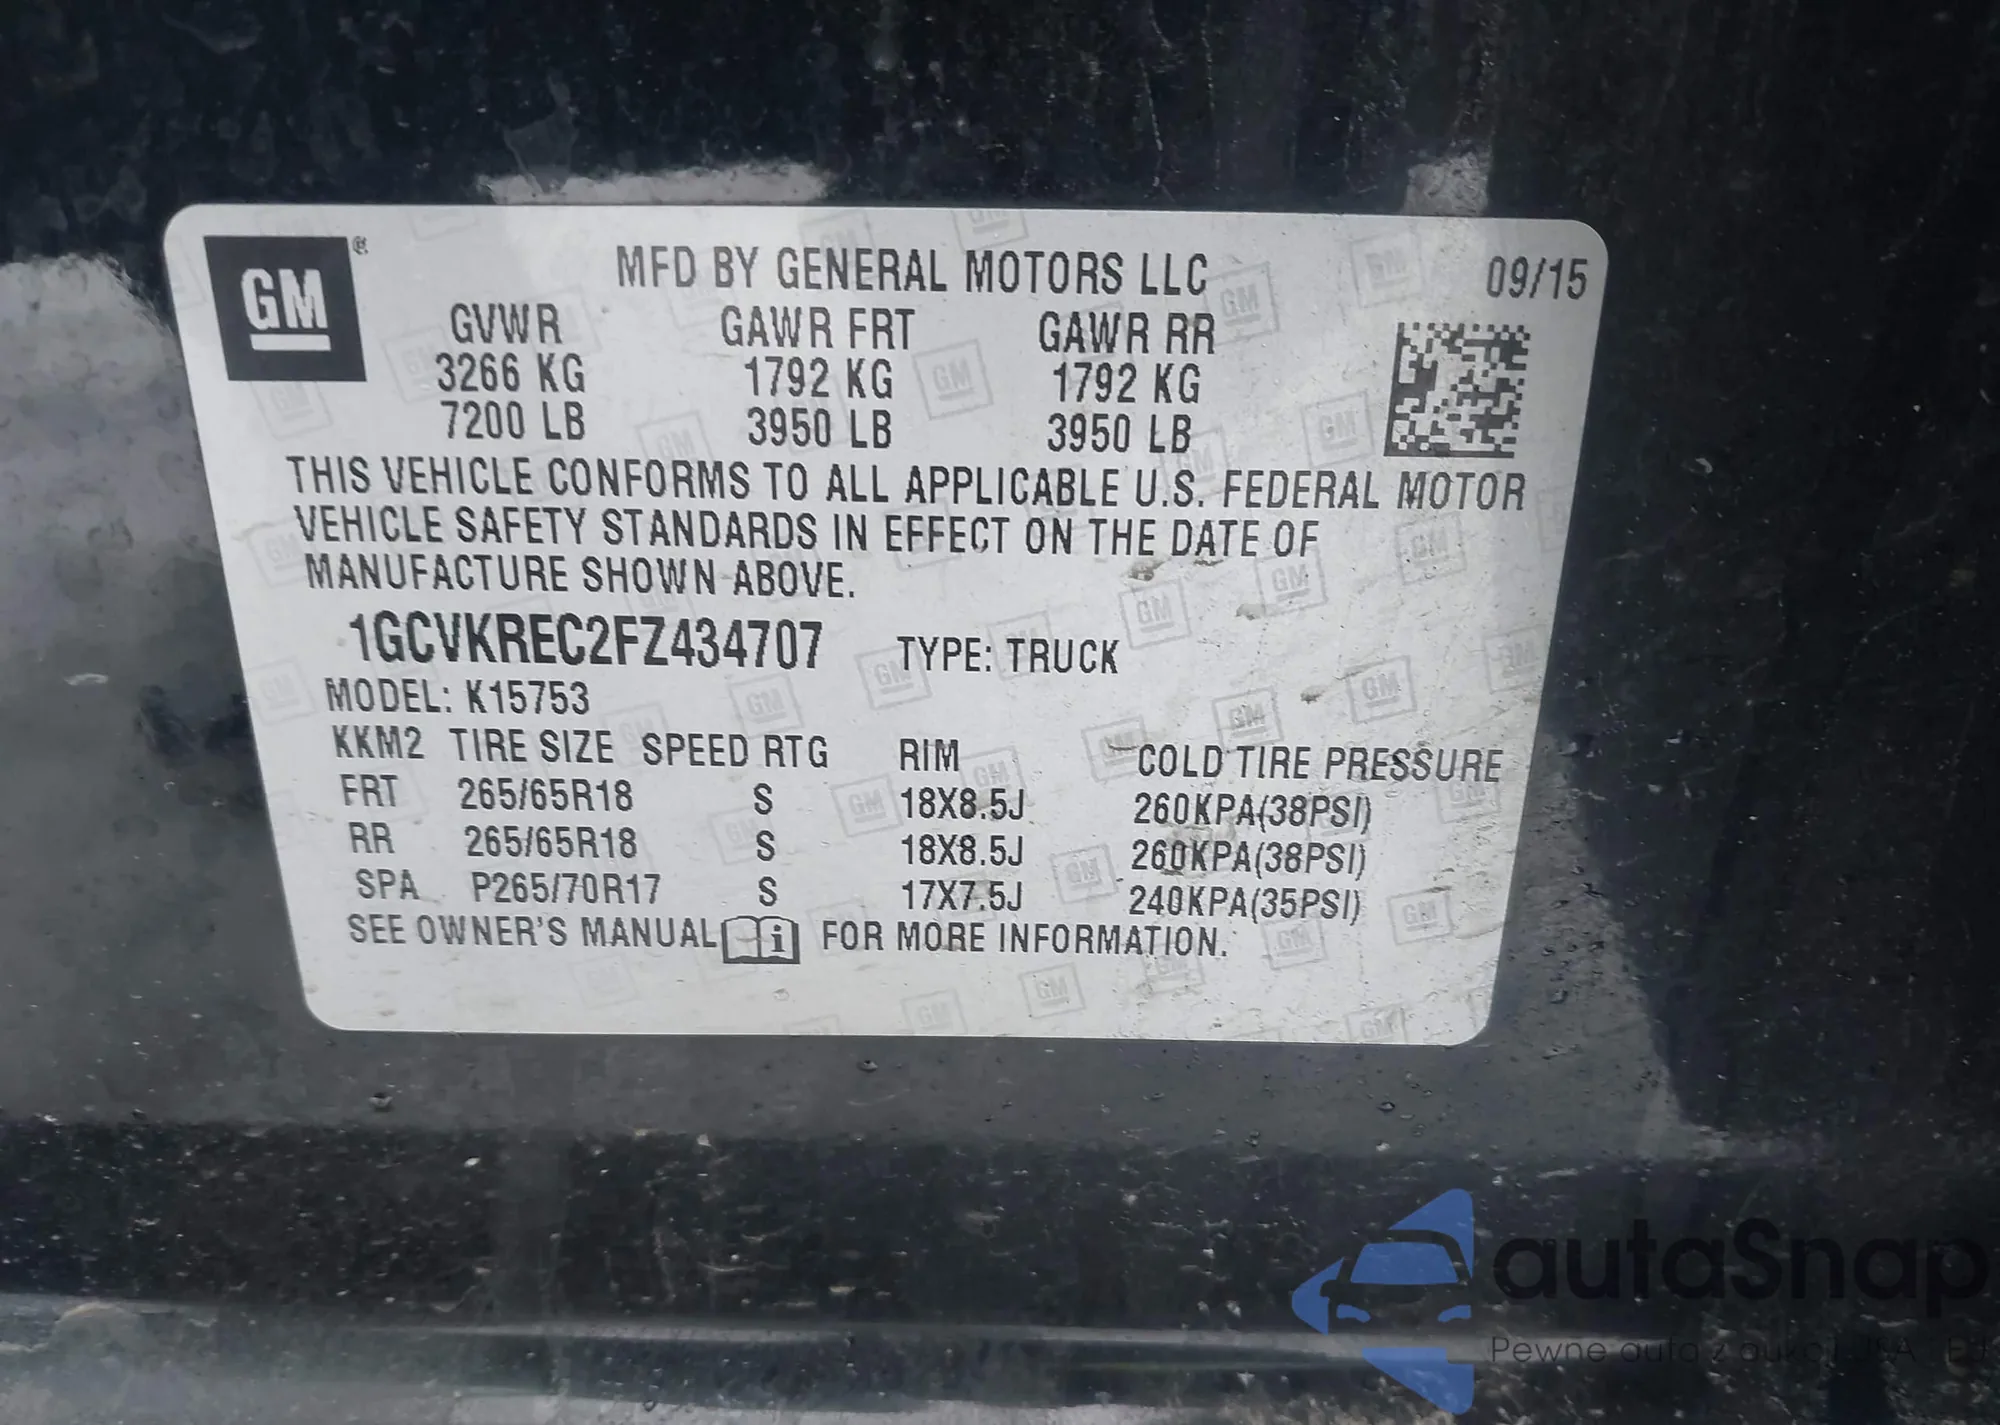 GM
MFD BY GENERAL MOTORS LLC 09/15
GVWR GAWR FRT GAWR RR
3266 KG 1792 KG 1792 KG
7200 LB 3950 LB 3950 LB
THIS VEHICLE CONFORMS TO ALL APPLICABLE U.S. FEDERAL MOTOR
VEHICLE SAFETY STANDARDS IN EFFECT ON THE DATE OF
MANUFACTURE SHOWN ABOVE.
1GCVKREC2FZ434707 TYPE: TRUCK
MODEL: K15753
KKM2 TIRE SIZE SPEED RTG RIM COLD TIRE PRESSURE
FRT 265/65R18 S 18X8.5J 260KPA(38PSI)
RR 265/65R18 S 18X8.5J 260KPA(38PSI)
SPA P265/70R17 S 17X7.5J 240KPA(35PSI)
SEE OWNER'S MANUAL FOR MORE INFORMATION.
autaSnap
Pewne auta z aukcji USA